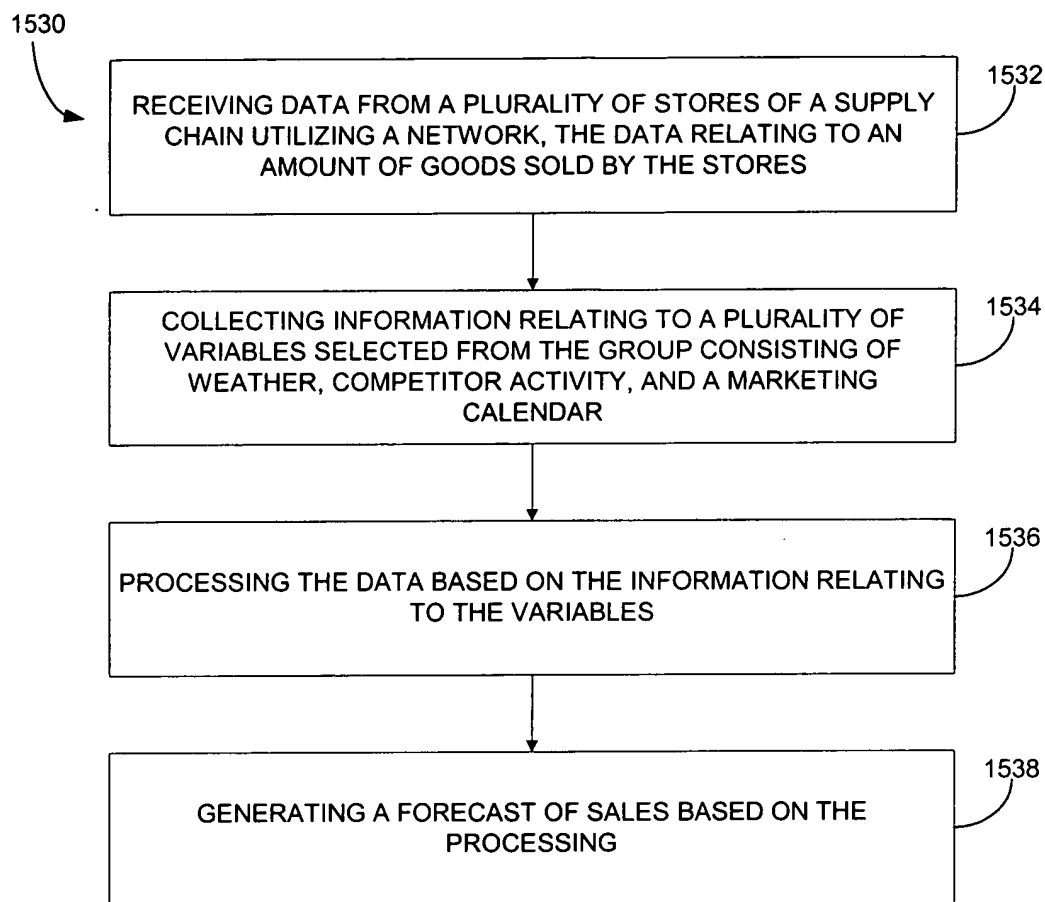 1530
1532
RECEIVING DATA FROM A PLURALITY OF STORES OF A SUPPLY
CHAIN UTILIZING A NETWORK, THE DATA RELATING TO AN
AMOUNT OF GOODS SOLD BY THE STORES
1534
COLLECTING INFORMATION RELATING TO A PLURALITY OF
VARIABLES SELECTED FROM THE GROUP CONSISTING OF
WEATHER, COMPETITOR ACTIVITY, AND A MARKETING
CALENDAR
1536
PROCESSING THE DATA BASED ON THE INFORMATION RELATING
TO THE VARIABLES
1538
GENERATING A FORECAST OF SALES BASED ON THE
PROCESSING